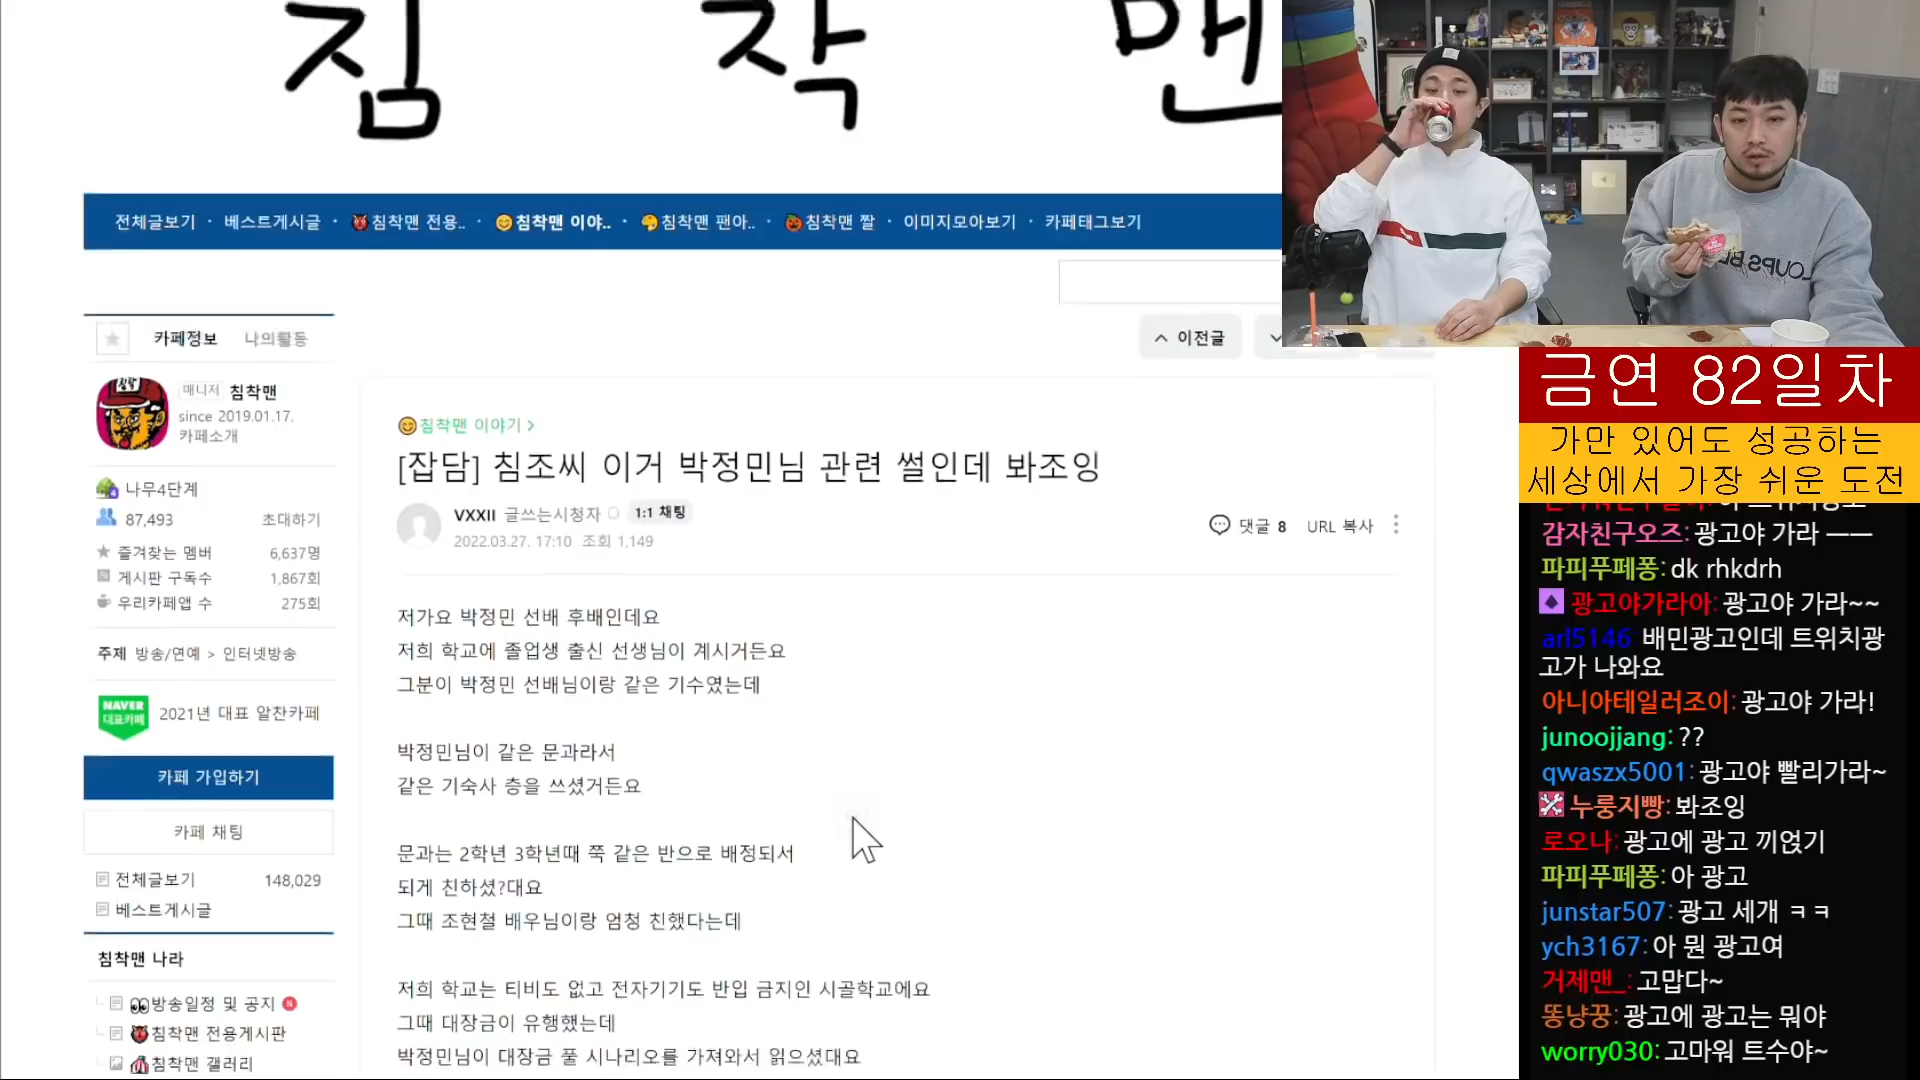 침착맨
전체글보기 · 베스트게시글 · 침착맨 전용.. · 침착맨 이야.. · 침착맨 팬아.. · 침착맨 짤 · 이미지모아보기 · 카페태그보기
카페정보 나의활동
매니저 침착맨
since 2019.01.17.
카페소개
나무4단계
87,493 초대하기
즐겨찾는 멤버 6,637명
게시판 구독수 1,867회
우리카페앱 수 275회
주제 방송/연예 > 인터넷방송
NAVER
대표카페
2021년 대표 알찬카페
카페 가입하기
카페 채팅
전체글보기 148,029
베스트게시글
침착맨 나라
방송일정 및 공지 N
침착맨 전용게시판
침착맨 갤러리
이전글
침착맨 이야기 >
[잡담] 침조씨 이거 박정민님 관련 썰인데 봐조잉
VXXII 글쓰는시청자 1:1 채팅
2022.03.27. 17:10 조회 1,149
댓글 8 URL 복사
저가요 박정민 선배 후배인데요
저희 학교에 졸업생 출신 선생님이 계시거든요
그분이 박정민 선배님이랑 같은 기수였는데
박정민님이 같은 문과라서
같은 기숙사 층을 쓰셨거든요
문과는 2학년 3학년때 쭉 같은 반으로 배정되서
되게 친하셨?대요
그때 조현철 배우님이랑 엄청 친했다는데
저희 학교는 티비도 없고 전자기기도 반입 금지인 시골학교에요
그때 대장금이 유행했는데
박정민님이 대장금 풀 시나리오를 가져와서 읽으셨대요
금연 82일차
가만 있어도 성공하는
세상에서 가장 쉬운 도전
감자친구오즈: 광고야 가라 ㅡㅡ
파피푸페퐁: dk rhkdrh
광고야가라아: 광고야 가라~~
arl5146: 배민광고인데 트위치광
고가 나와요
아니아테일러조이: 광고야 가라!
junoojjang: ??
qwaszx5001: 광고야 빨리가라~
누룽지빵: 봐조잉
로오나: 광고에 광고 끼얹기
파피푸페퐁: 아 광고
junstar507: 광고 세개 ㅋㅋ
ych3167: 아 뭔 광고여
거제맨_: 고맙다~
똥냥꿍: 광고에 광고는 뭐야
worry030: 고마워 트수야~